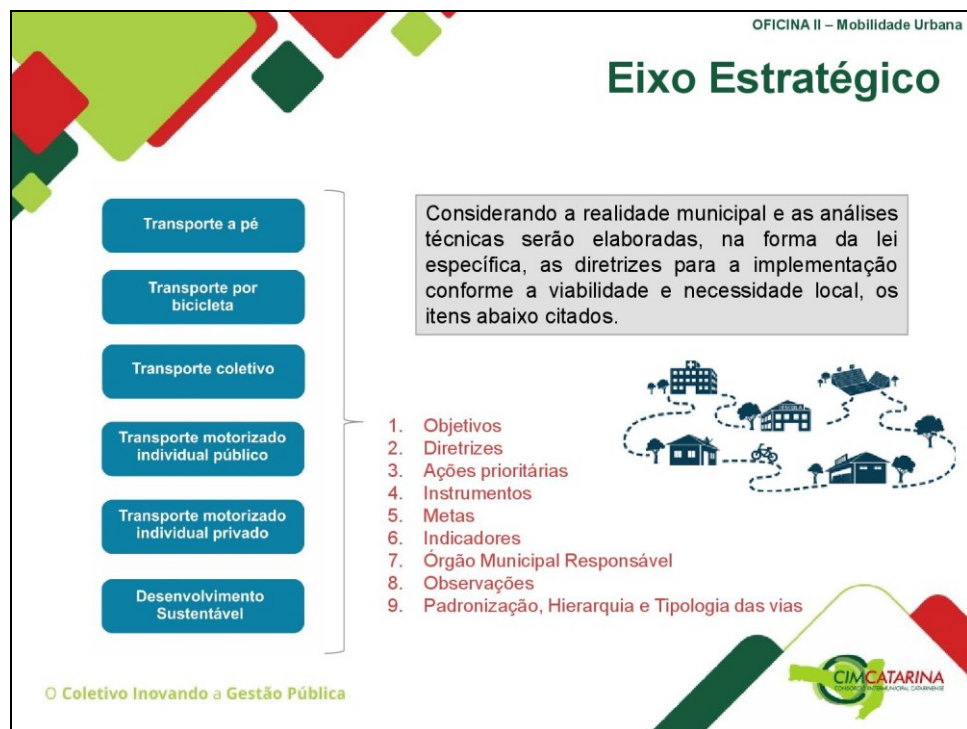 OFICINA II – Mobilidade Urbana
Eixo Estratégico
Transporte a pé
Transporte por
bicicleta
Transporte coletivo
Transporte motorizado
individual público
Transporte motorizado
individual privado
Desenvolvimento
Sustentável
Considerando a realidade municipal e as análises
técnicas serão elaboradas, na forma da lei
específica, as diretrizes para a implementação
conforme a viabilidade e necessidade local, os
itens abaixo citados.
1. Objetivos
2. Diretrizes
3. Ações prioritárias
4. Instrumentos
5. Metas
6. Indicadores
7. Órgão Municipal Responsável
8. Observações
9. Padronização, Hierarquia e Tipologia das vias
O Coletivo Inovando a Gestão Pública
CIMCATARINA
CONSÓRCIO INTERMUNICIPAL CATARINENSE